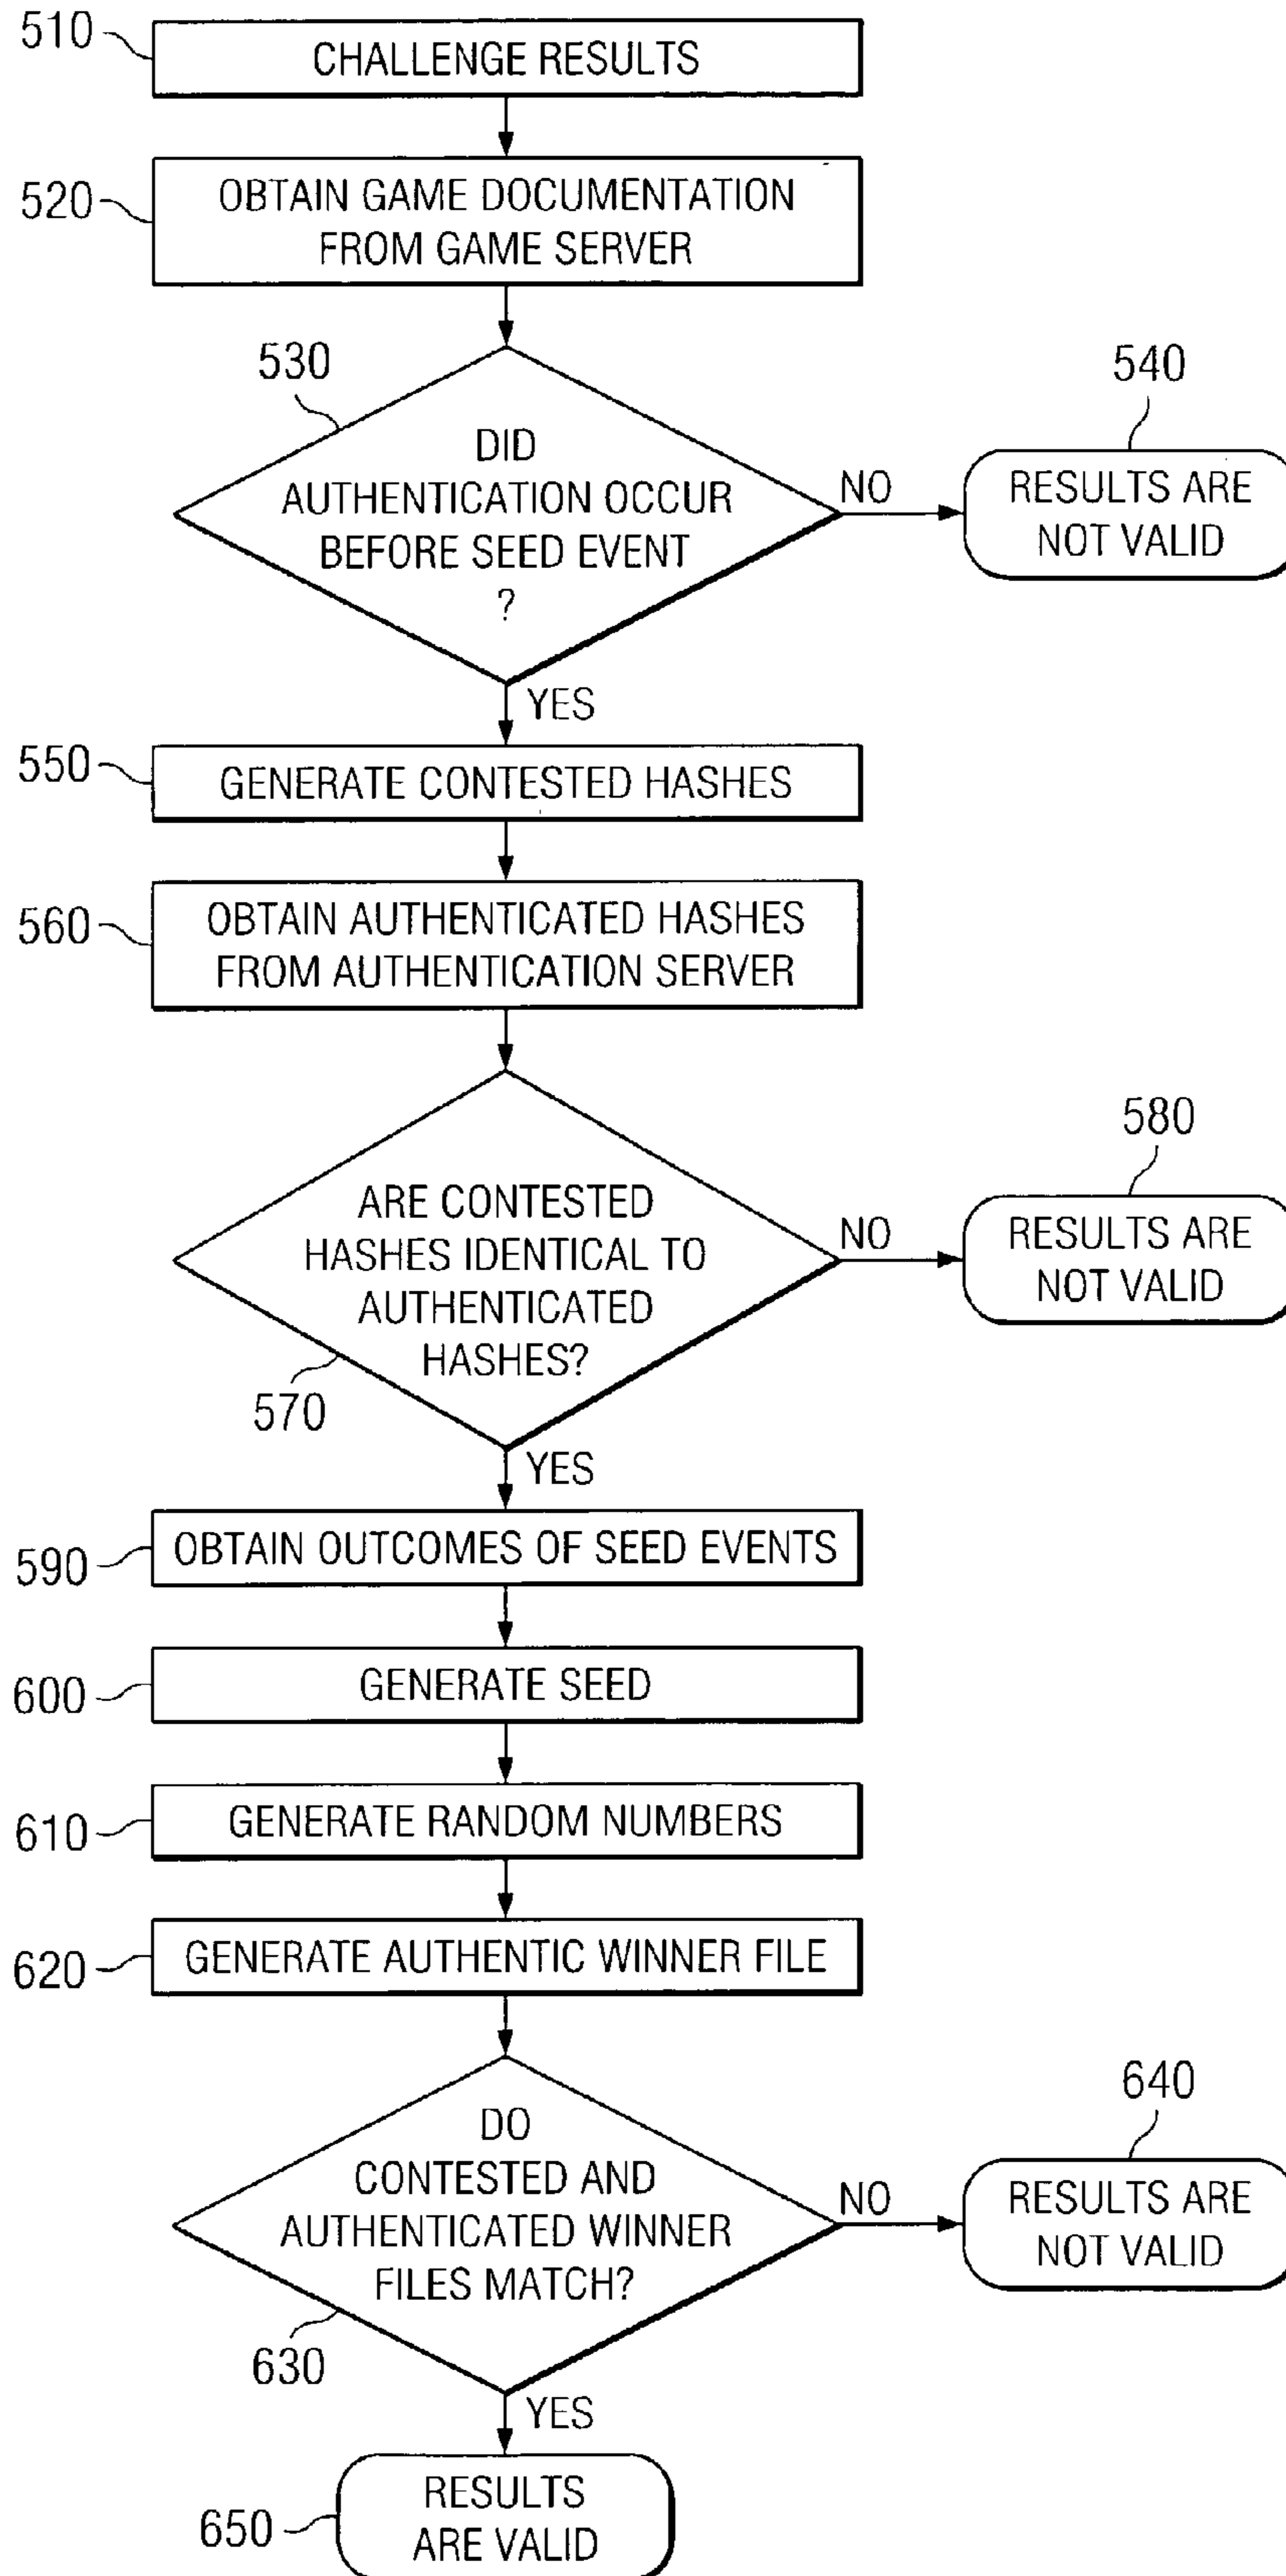 510
CHALLENGE RESULTS
520
OBTAIN GAME DOCUMENTATION
FROM GAME SERVER
530
DID
AUTHENTICATION OCCUR
BEFORE SEED EVENT
?
NO
540
RESULTS ARE
NOT VALID
YES
550
GENERATE CONTESTED HASHES
560
OBTAIN AUTHENTICATED HASHES
FROM AUTHENTICATION SERVER
ARE CONTESTED
HASHES IDENTICAL TO
AUTHENTICATED
HASHES?
570
NO
580
RESULTS ARE
NOT VALID
YES
590
OBTAIN OUTCOMES OF SEED EVENTS
600
GENERATE SEED
610
GENERATE RANDOM NUMBERS
620
GENERATE AUTHENTIC WINNER FILE
DO
CONTESTED AND
AUTHENTICATED WINNER
FILES MATCH?
630
NO
640
RESULTS ARE
NOT VALID
YES
650
RESULTS
ARE VALID